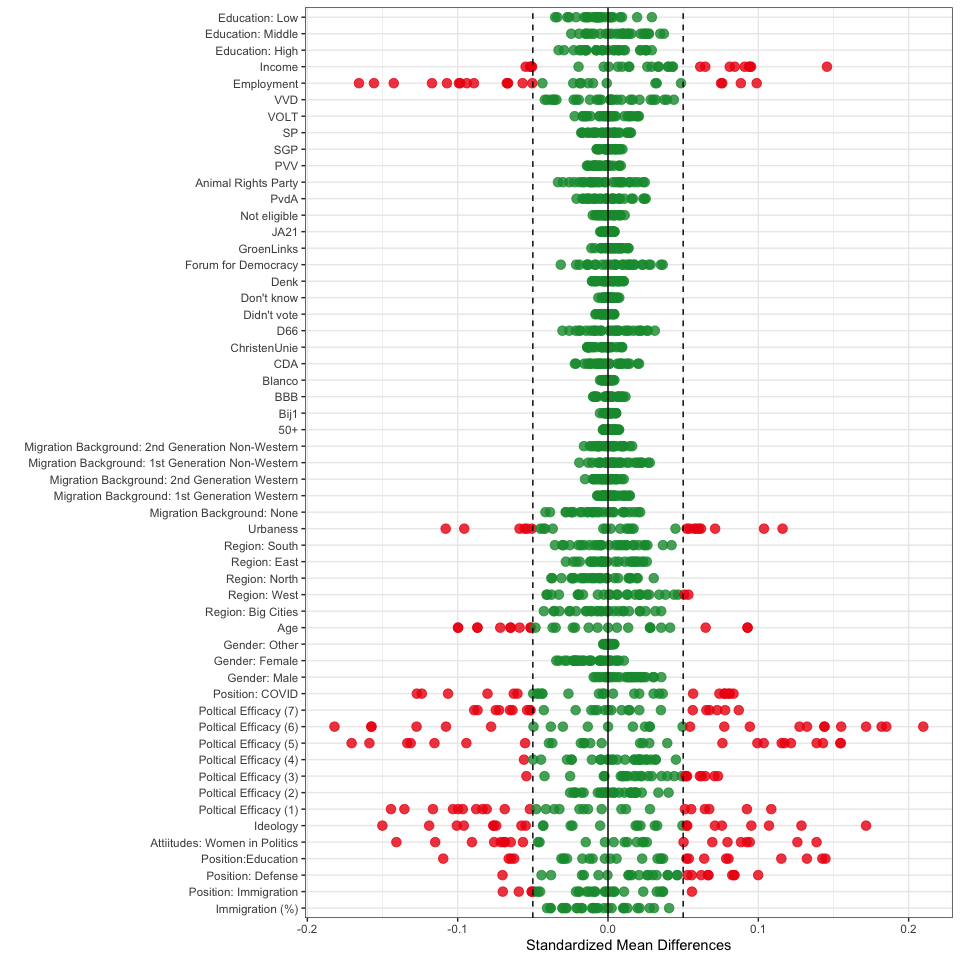 Education: Low
Education: Middle
Education: High
Income
Employment
VVD
VOLT
SP
SGP
PVV
Animal Rights Party
PvdA
Not eligible
JA21
GroenLinks
Forum for Democracy
Denk
Don't know
Didn't vote
D66
ChristenUnie
CDA
Blanco
BBB
Bij1
50+
Migration Background: 2nd Generation Non-Western
Migration Background: 1st Generation Non-Western
Migration Background: 2nd Generation Western
Migration Background: 1st Generation Western
Migration Background: None
Urbaness
Region: South
Region: East
Region: North
Region: West
Region: Big Cities
Age
Gender: Other
Gender: Female
Gender: Male
Position: COVID
Poltical Efficacy (7)
Poltical Efficacy (6)
Poltical Efficacy (5)
Poltical Efficacy (4)
Poltical Efficacy (3)
Poltical Efficacy (2)
Poltical Efficacy (1)
Ideology
Attiitudes: Women in Politics
Position:Education
Position: Defense
Position: Immigration
Immigration (%)
-0.2 -0.1 0.0 0.1 0.2
Standardized Mean Differences